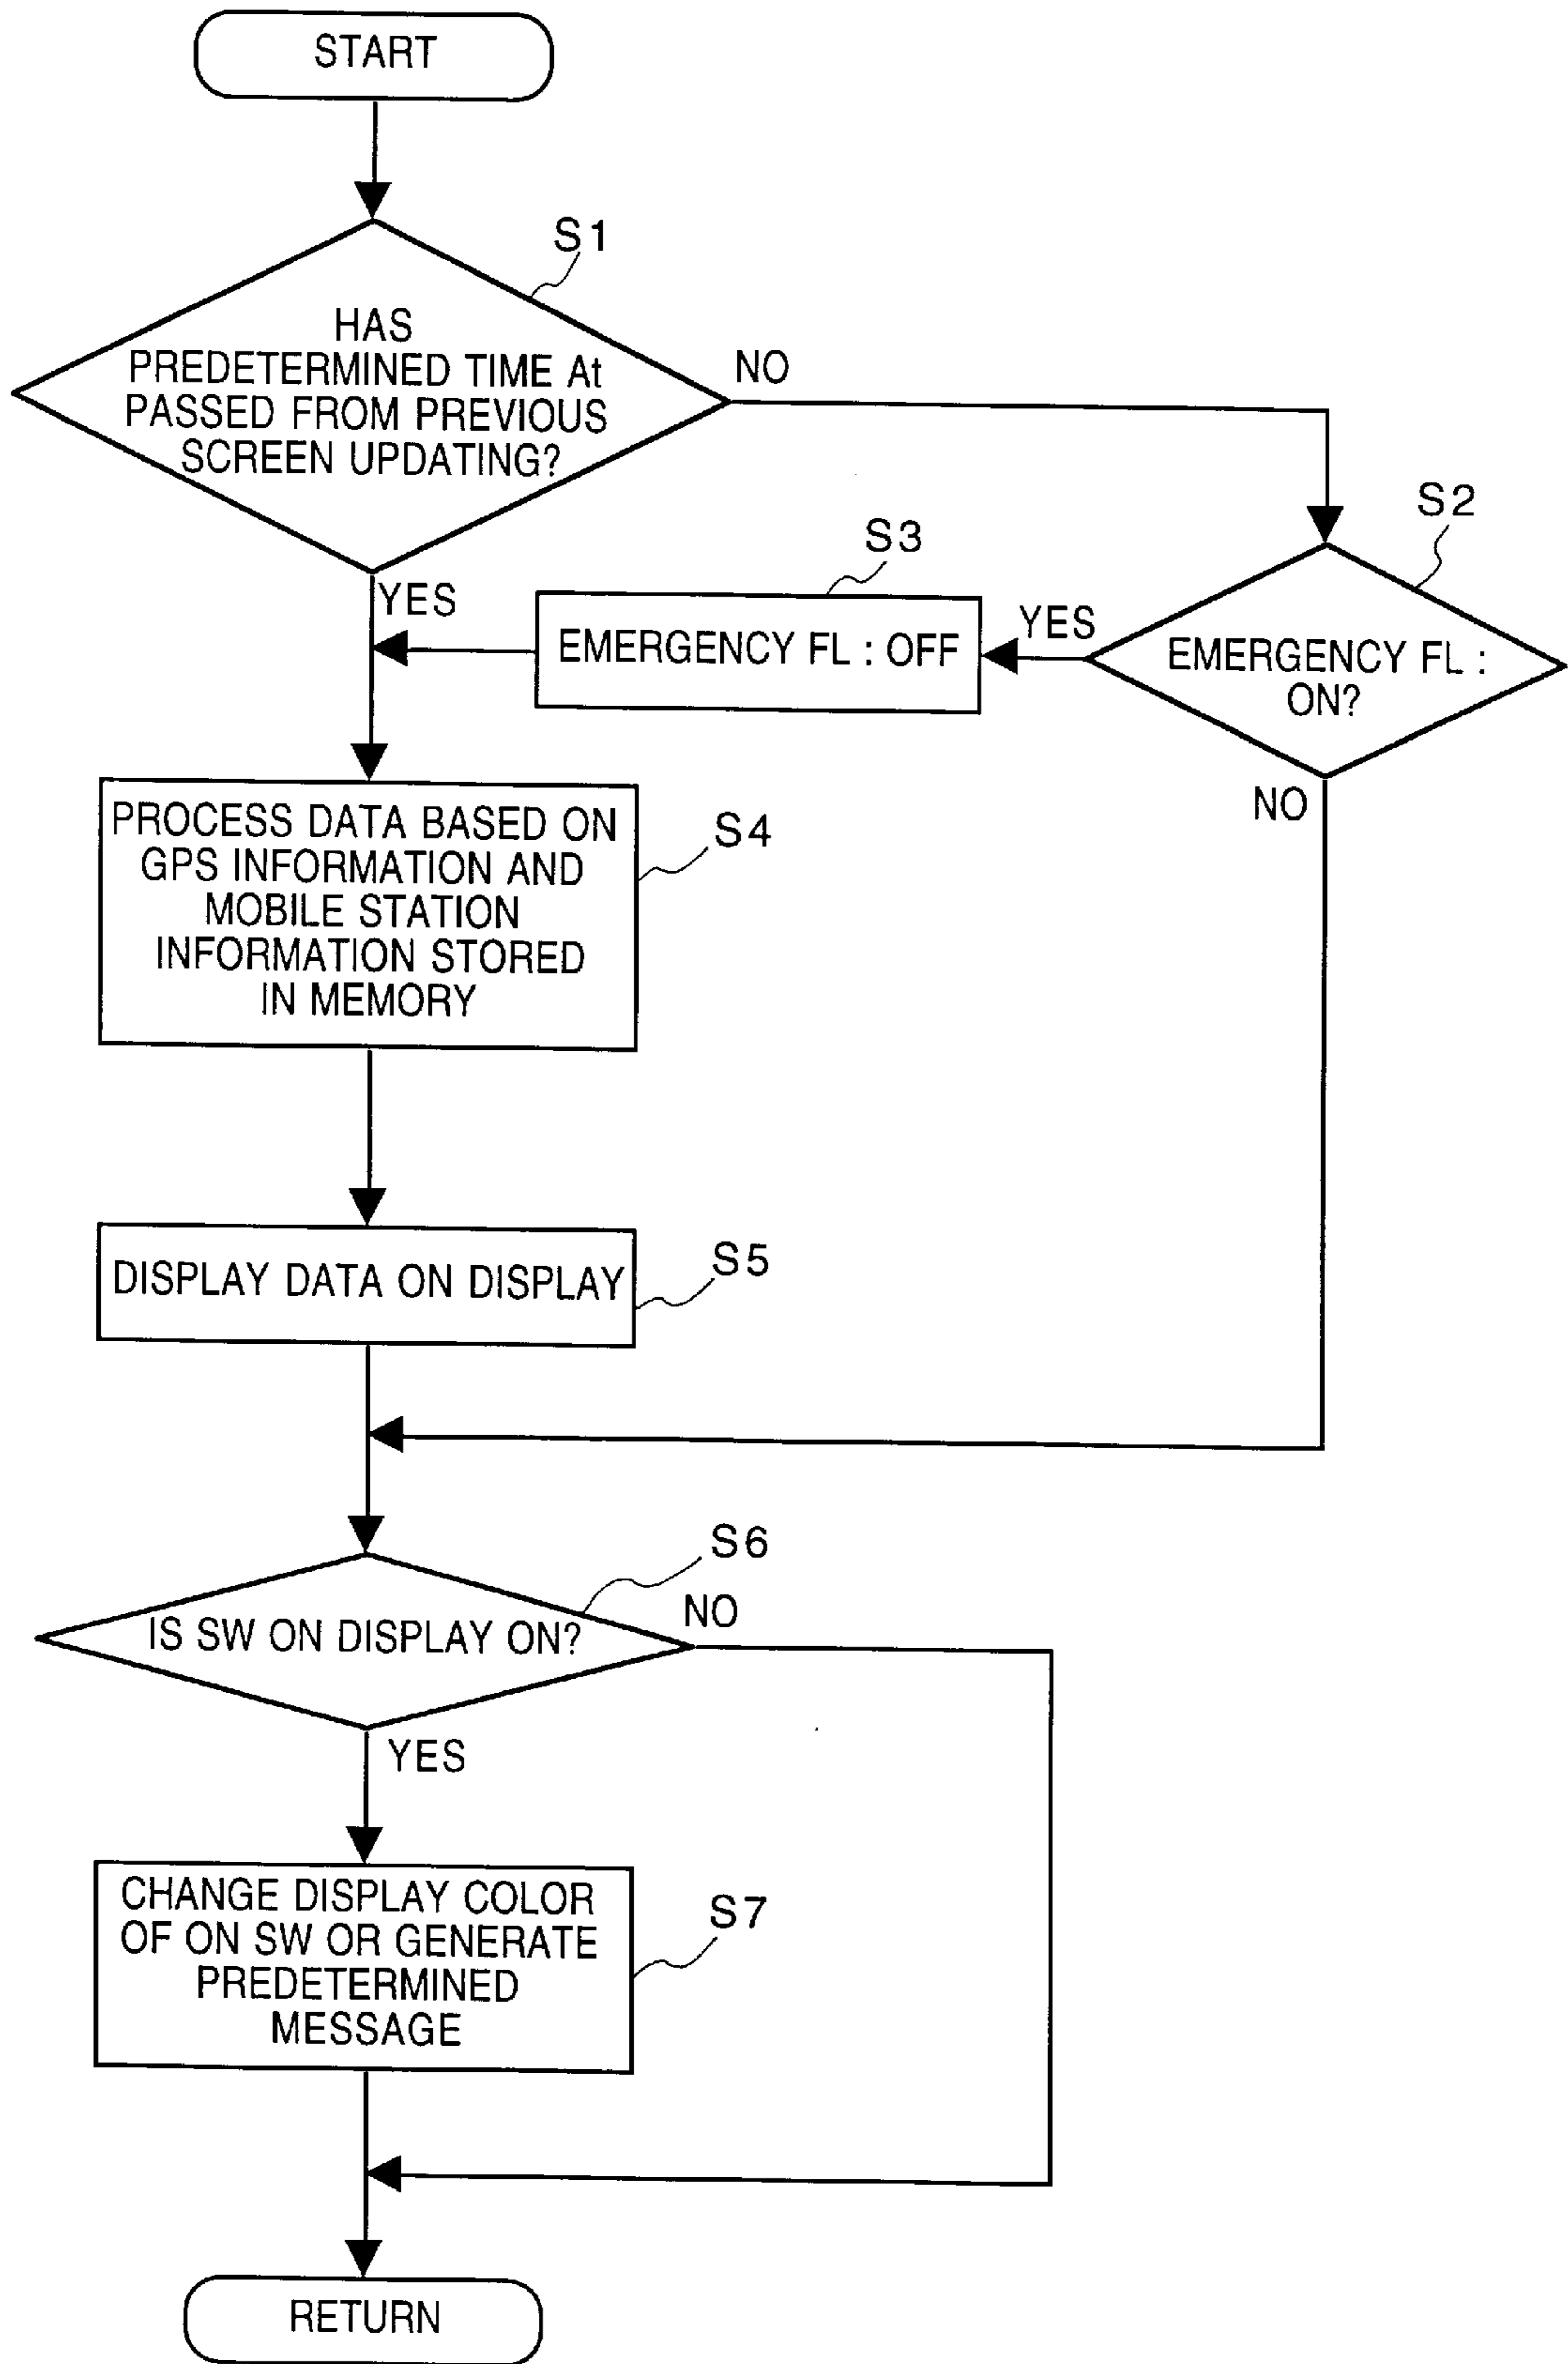 START
S1
HAS
PREDETERMINED TIME At
PASSED FROM PREVIOUS
SCREEN UPDATING?
NO
S2
S3
YES
EMERGENCY FL : OFF
YES
EMERGENCY FL :
ON?
NO
PROCESS DATA BASED ON
GPS INFORMATION AND
MOBILE STATION
INFORMATION STORED
IN MEMORY
S4
DISPLAY DATA ON DISPLAY
S5
S6
IS SW ON DISPLAY ON?
NO
YES
CHANGE DISPLAY COLOR
OF ON SW OR GENERATE
PREDETERMINED
MESSAGE
S7
RETURN